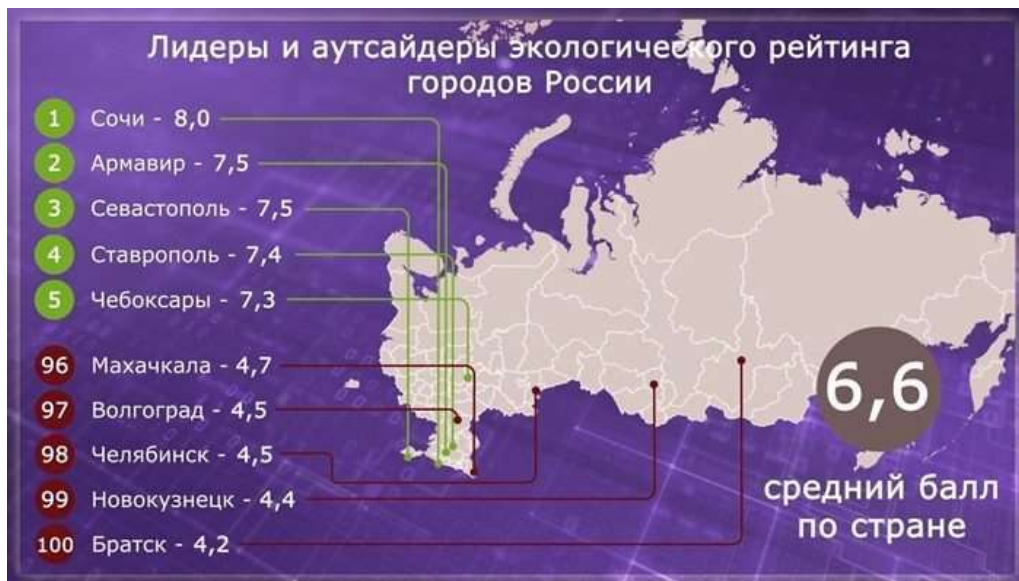 Лидеры и аутсайдеры экологического рейтинга
городов России
1 Сочи - 8,0
2 Армавир - 7,5
3 Севастополь - 7,5
4 Ставрополь - 7,4
5 Чебоксары - 7,3
96 Махачкала - 4,7
97 Волгоград - 4,5
98 Челябинск - 4,5
99 Новокузнецк - 4,4
100 Братск - 4,2
6,6
средний балл
по стране